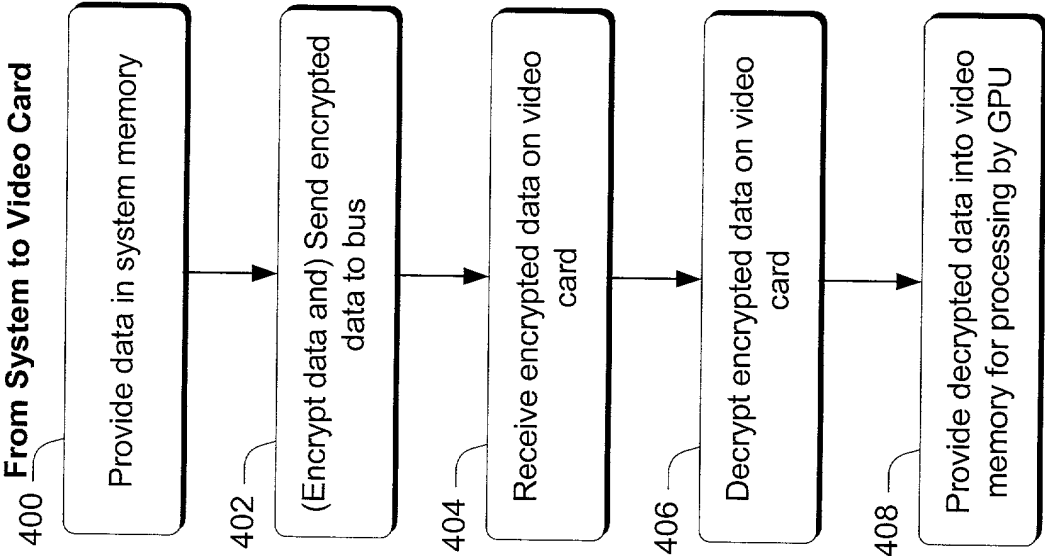 From System to Video Card
400
Provide data in system memory
402
(Encrypt data and) Send encrypted
data to bus
404
Receive encrypted data on video
card
406
Decrypt encrypted data on video
card
408
Provide decrypted data into video
memory for processing by GPU